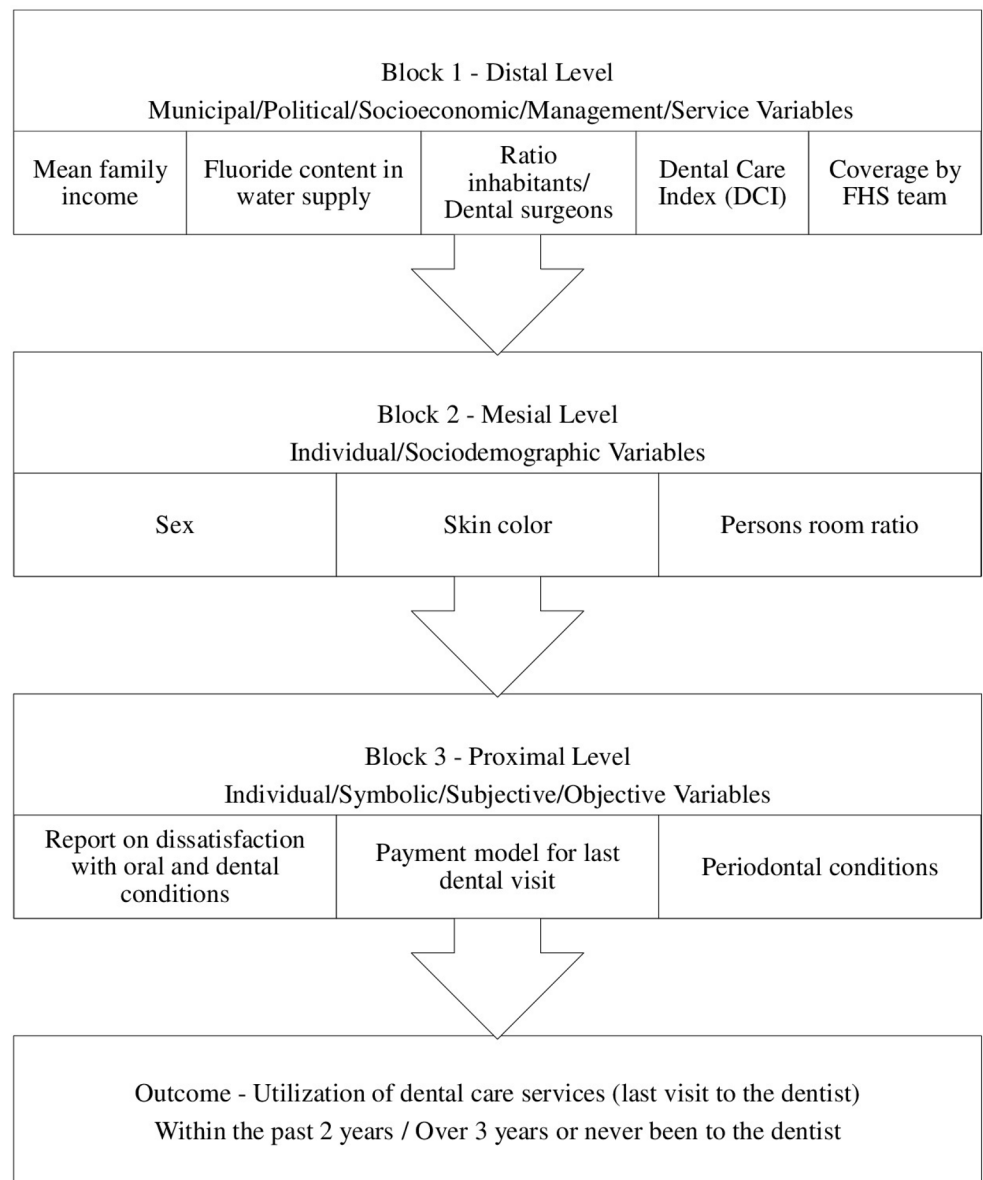 Block 1 - Distal Level
Municipal/Political/Socioeconomic/Management/Service Variables
Mean family
income
Fluoride content in
water supply
Ratio
inhabitants/
Dental surgeons
Dental Care
Index (DCI)
Coverage by
FHS team
Block 2 - Mesial Level
Individual/Sociodemographic Variables
Sex
Skin color
Persons room ratio
Block 3 - Proximal Level
Individual/Symbolic/Subjective/Objective Variables
Report on dissatisfaction
with oral and dental
conditions
Payment model for last
dental visit
Periodontal conditions
Outcome - Utilization of dental care services (last visit to the dentist)
Within the past 2 years / Over 3 years or never been to the dentist